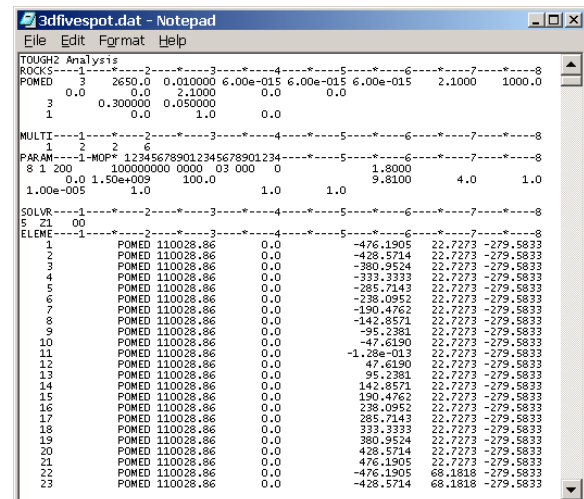 3dfivespot.dat - Notepad
File Edit Format Help
TOUGH2 Analysis
ROCKS----1----*----2----*----3----*----4----*----5----*----6----*----7----*----8
POMED    3    2650.0  0.010000 6.00e-015 6.00e-015 6.00e-015    2.1000    1000.0
      0.0       0.0    2.1000       0.0       0.0
    3      0.300000  0.050000
    1           0.0       1.0       0.0

MULTI----1----*----2----*----3----*----4----*----5----*----6----*----7----*----8
    1    2    2    6
PARAM----1-MOP* 123456789012345678901234----*----5----*----6----*----7----*----8
 8 1 200      100000000 0000  03 000   0              1.8000
       0.0 1.50e+009     100.0                        9.8100       4.0       1.0
 1.00e-005       1.0                 1.0       1.0

SOLVR----1----*----2----*----3----*----4----*----5----*----6----*----7----*----8
5  Z1   00
ELEME----1----*----2----*----3----*----4----*----5----*----6----*----7----*----8
    1          POMED 110028.86       0.0           -476.1905   22.7273 -279.5833
    2          POMED 110028.86       0.0           -428.5714   22.7273 -279.5833
    3          POMED 110028.86       0.0           -380.9524   22.7273 -279.5833
    4          POMED 110028.86       0.0           -333.3333   22.7273 -279.5833
    5          POMED 110028.86       0.0           -285.7143   22.7273 -279.5833
    6          POMED 110028.86       0.0           -238.0952   22.7273 -279.5833
    7          POMED 110028.86       0.0           -190.4762   22.7273 -279.5833
    8          POMED 110028.86       0.0           -142.8571   22.7273 -279.5833
    9          POMED 110028.86       0.0            -95.2381   22.7273 -279.5833
   10          POMED 110028.86       0.0            -47.6190   22.7273 -279.5833
   11          POMED 110028.86       0.0          -1.28e-013   22.7273 -279.5833
   12          POMED 110028.86       0.0             47.6190   22.7273 -279.5833
   13          POMED 110028.86       0.0             95.2381   22.7273 -279.5833
   14          POMED 110028.86       0.0            142.8571   22.7273 -279.5833
   15          POMED 110028.86       0.0            190.4762   22.7273 -279.5833
   16          POMED 110028.86       0.0            238.0952   22.7273 -279.5833
   17          POMED 110028.86       0.0            285.7143   22.7273 -279.5833
   18          POMED 110028.86       0.0            333.3333   22.7273 -279.5833
   19          POMED 110028.86       0.0            380.9524   22.7273 -279.5833
   20          POMED 110028.86       0.0            428.5714   22.7273 -279.5833
   21          POMED 110028.86       0.0            476.1905   22.7273 -279.5833
   22          POMED 110028.86       0.0           -476.1905   68.1818 -279.5833
   23          POMED 110028.86       0.0           -428.5714   68.1818 -279.5833